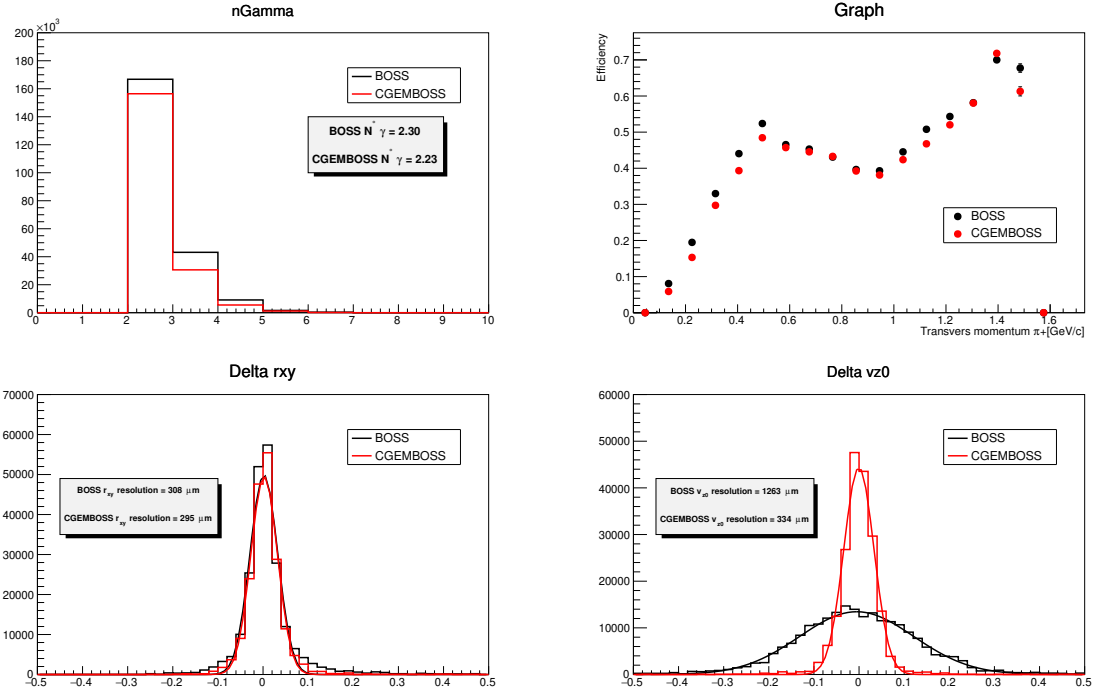 nGamma
×10³
200
180
160
140
120
100
80
60
40
20
0
0 1 2 3 4 5 6 7 8 9 10
BOSS
CGEMBOSS
BOSS N* γ = 2.30
CGEMBOSS N* γ = 2.23
Graph
Efficiency
0.7
0.6
0.5
0.4
0.3
0.2
0.1
0
0.2 0.4 0.6 0.8 1 1.2 1.4 1.6
Transvers momentum π+[GeV/c]
BOSS
CGEMBOSS
Delta rxy
70000
60000
50000
40000
30000
20000
10000
0
−0.5 −0.4 −0.3 −0.2 −0.1 0 0.1 0.2 0.3 0.4 0.5
BOSS
CGEMBOSS
BOSS rxy resolution = 308 μm
CGEMBOSS rxy resolution = 295 μm
Delta vz0
60000
50000
40000
30000
20000
10000
0
−0.5 −0.4 −0.3 −0.2 −0.1 0 0.1 0.2 0.3 0.4 0.5
BOSS
CGEMBOSS
BOSS vz0 resolution = 1263 μm
CGEMBOSS vz0 resolution = 334 μm